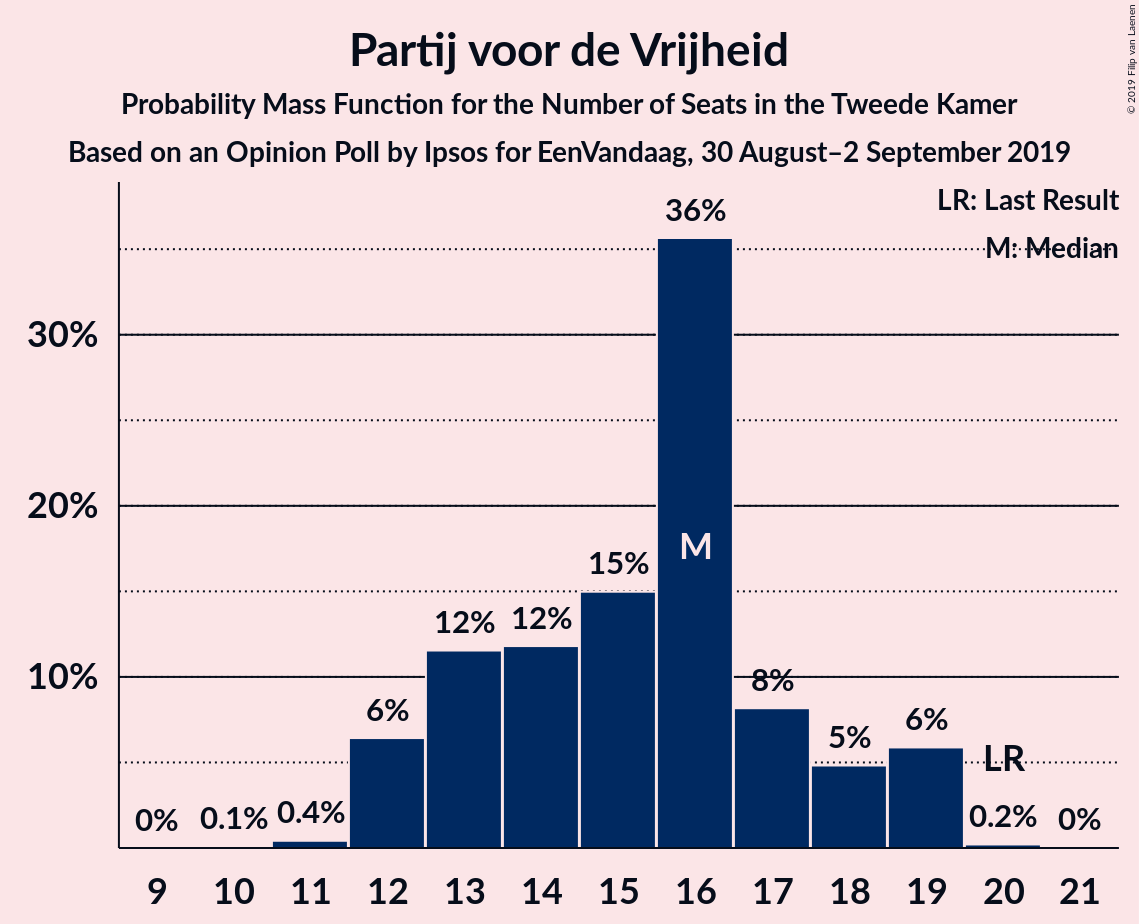 Partij voor de Vrijheid
Probability Mass Function for the Number of Seats in the Tweede Kamer
Based on an Opinion Poll by Ipsos for EenVandaag, 30 August–2 September 2019
© 2019 Filip van Laenen
LR: Last Result
M: Median
30%
20%
10%
0%
0.1%
0.4%
6%
12%
12%
15%
36%
M
8%
5%
6%
LR
0.2%
0%
9 10 11 12 13 14 15 16 17 18 19 20 21